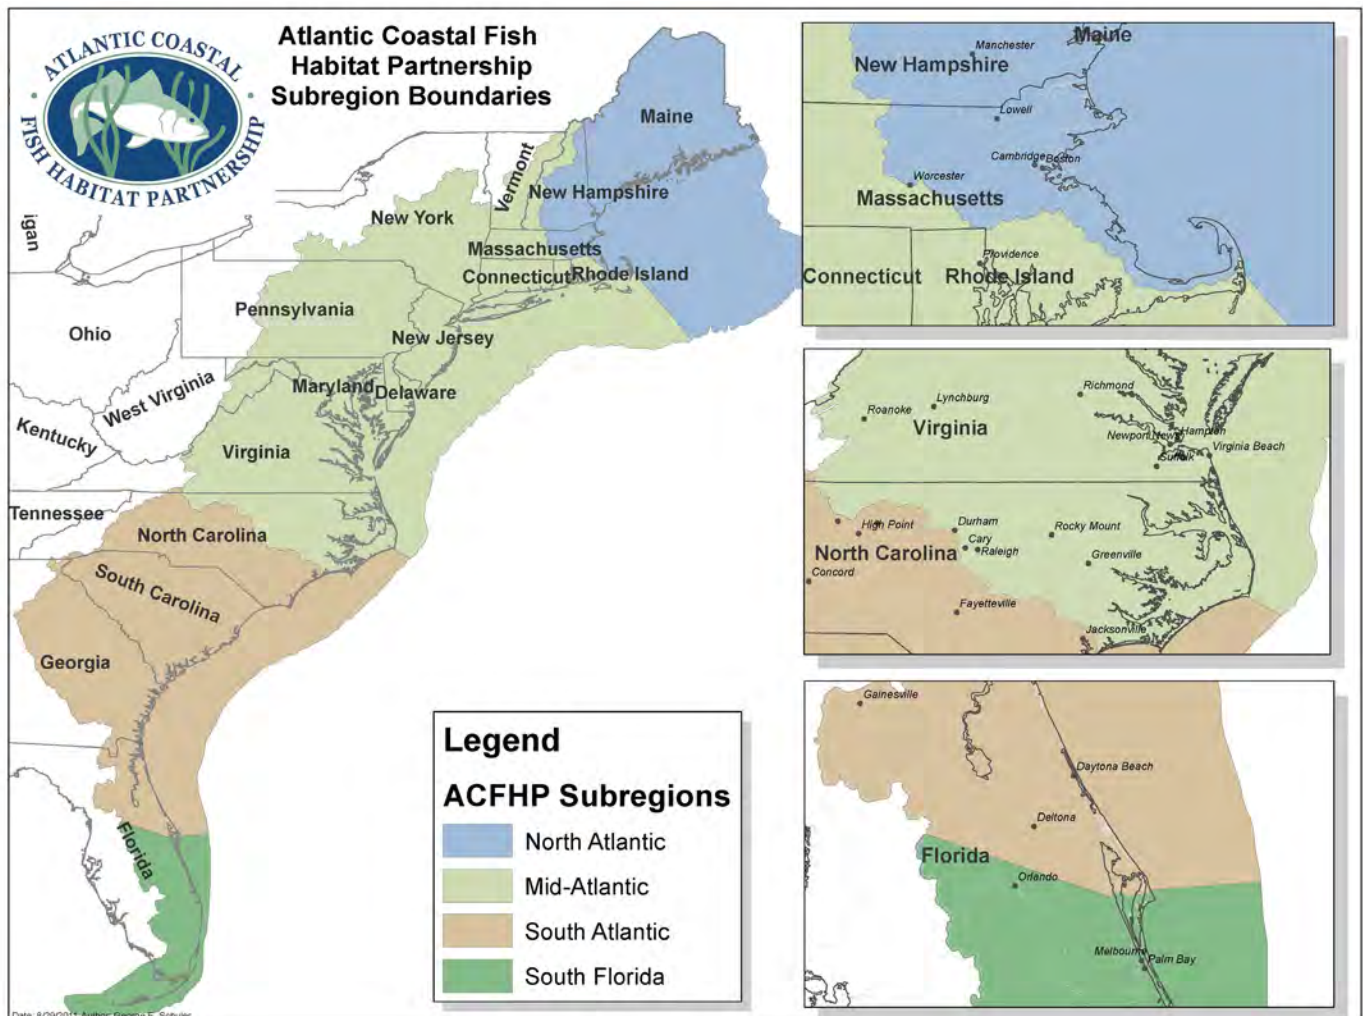 ATLANTIC COASTAL
FISH HABITAT PARTNERSHIP
Atlantic Coastal Fish
Habitat Partnership
Subregion Boundaries
Maine
Vermont
New Hampshire
New York
Massachusetts
Connecticut
Rhode Island
igan
Pennsylvania
Ohio
New Jersey
West Virginia
Maryland
Delaware
Kentucky
Virginia
Tennessee
North Carolina
South Carolina
Georgia
Florida
Legend
ACFHP Subregions
North Atlantic
Mid-Atlantic
South Atlantic
South Florida
Maine
Manchester
New Hampshire
Lowell
Cambridge
Boston
Worcester
Massachusetts
Providence
Connecticut
Rhode Island
Richmond
Lynchburg
Roanoke
Virginia
Hampton
Newport News
Virginia Beach
Suffolk
High Point
Durham
Rocky Mount
Cary
Raleigh
North Carolina
Greenville
Concord
Fayetteville
Jacksonville
Gainesville
Daytona Beach
Deltona
Florida
Orlando
Melbourne
Palm Bay